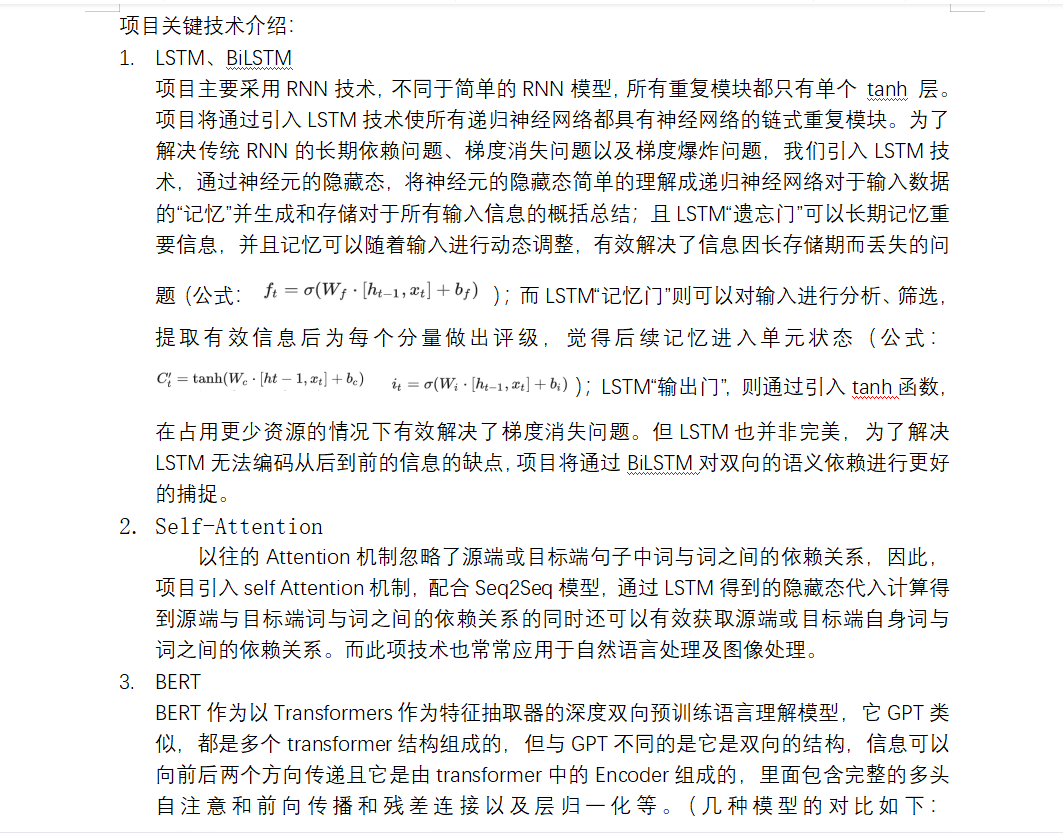 项目关键技术介绍：
1. LSTM、BiLSTM
项目主要采用 RNN 技术，不同于简单的 RNN 模型，所有重复模块都只有单个 tanh 层。
项目将通过引入 LSTM 技术使所有递归神经网络都具有神经网络的链式重复模块。为了
解决传统 RNN 的长期依赖问题、梯度消失问题以及梯度爆炸问题，我们引入 LSTM 技
术，通过神经元的隐藏态，将神经元的隐藏态简单的理解成递归神经网络对于输入数据
的“记忆”并生成和存储对于所有输入信息的概括总结；且 LSTM“遗忘门”可以长期记忆重
要信息，并且记忆可以随着输入进行动态调整，有效解决了信息因长存储期而丢失的问
题（公式： f_t = σ(W_f · [h_{t−1}, x_t] + b_f) ）；而 LSTM“记忆门”则可以对输入进行分析、筛选，
提取有效信息后为每个分量做出评级，觉得后续记忆进入单元状态（公式：
C′_t = tanh(W_c · [ht − 1, x_t] + b_c) i_t = σ(W_i · [h_{t−1}, x_t] + b_i) ）；LSTM“输出门”，则通过引入 tanh 函数，
在占用更少资源的情况下有效解决了梯度消失问题。但 LSTM 也并非完美，为了解决
LSTM 无法编码从后到前的信息的缺点，项目将通过 BiLSTM 对双向的语义依赖进行更好
的捕捉。
2. Self-Attention
以往的 Attention 机制忽略了源端或目标端句子中词与词之间的依赖关系，因此，
项目引入 self Attention 机制，配合 Seq2Seq 模型，通过 LSTM 得到的隐藏态代入计算得
到源端与目标端词与词之间的依赖关系的同时还可以有效获取源端或目标端自身词与
词之间的依赖关系。而此项技术也常常应用于自然语言处理及图像处理。
3. BERT
BERT 作为以 Transformers 作为特征抽取器的深度双向预训练语言理解模型，它 GPT 类
似，都是多个 transformer 结构组成的，但与 GPT 不同的是它是双向的结构，信息可以
向前后两个方向传递且它是由 transformer 中的 Encoder 组成的，里面包含完整的多头
自注意和前向传播和残差连接以及层归一化等。（几种模型的对比如下：